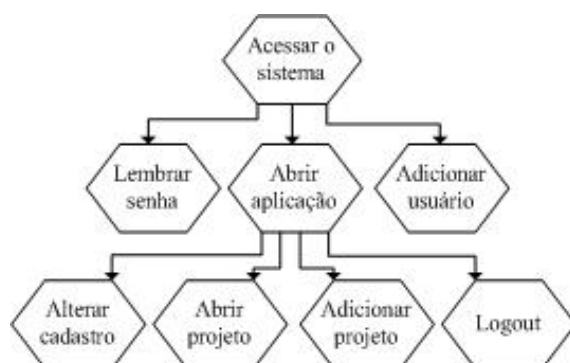 Acessar o
sistema
Lembrar
senha
Abrir
aplicação
Adicionar
usuário
Alterar
cadastro
Abrir
projeto
Adicionar
projeto
Logout